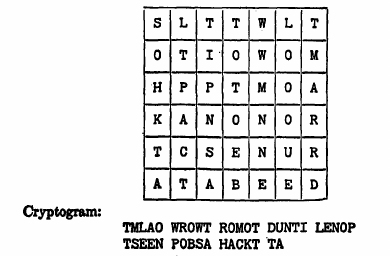 S L T T W L T
O T I O W O M
H P P T M O A
K A N O N O R
T C S E N U R
A T A B E E D
Cryptogram:
TMLAO WROWT ROMOT DUNTI LENOP
TSEEN POBSA HACKT TA